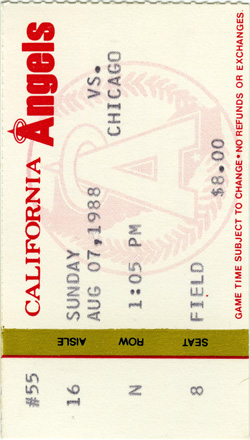 CALIFORNIA Angels
SUNDAY
AUG 07,1988 VS.
1:05 PM CHICAGO
FIELD $8.00
GAME TIME SUBJECT TO CHANGE • NO REFUNDS OR EXCHANGES.
AISLE ROW SEAT
#55
16 N 8